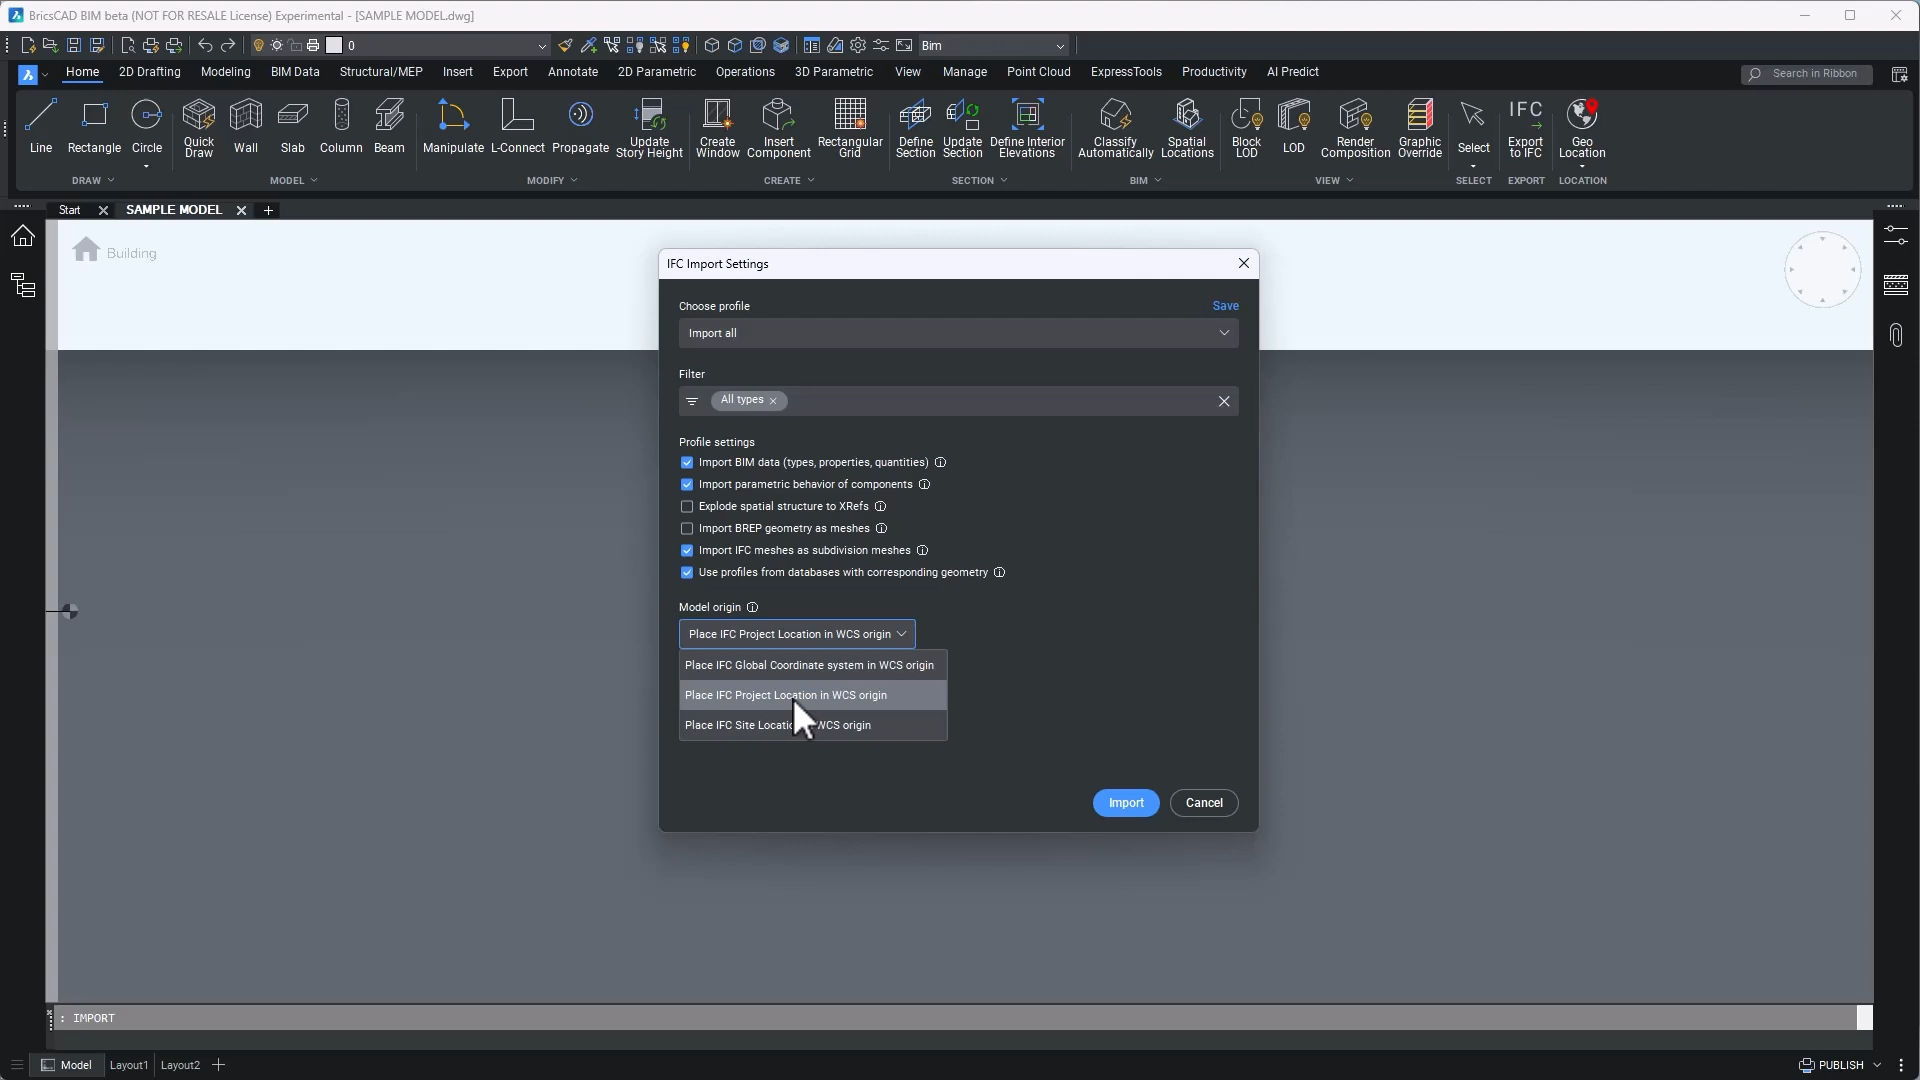 BricsCAD BIM beta (NOT FOR RESALE License) Experimental - [SAMPLE MODEL.dwg]
0
Bim
Home 2D Drafting Modeling BIM Data Structural/MEP Insert Export Annotate 2D Parametric Operations 3D Parametric View Manage Point Cloud ExpressTools Productivity AI Predict
Search in Ribbon
Line Rectangle Circle
Quick Draw
Wall Slab Column Beam
Manipulate L-Connect Propagate
Update Story Height
Create Window
Insert Component
Rectangular Grid
Define Section
Update Section
Define Interior Elevations
Classify Automatically
Spatial Locations
Block LOD
LOD
Render Composition
Graphic Override
Select
IFC
Export to IFC
Geo Location
DRAW MODEL MODIFY CREATE SECTION BIM VIEW SELECT EXPORT LOCATION
Start SAMPLE MODEL
Building
IFC Import Settings
Choose profile
Save
Import all
Filter
All types
Profile settings
Import BIM data (types, properties, quantities)
Import parametric behavior of components
Explode spatial structure to XRefs
Import BREP geometry as meshes
Import IFC meshes as subdivision meshes
Use profiles from databases with corresponding geometry
Model origin
Place IFC Project Location in WCS origin
Place IFC Global Coordinate system in WCS origin
Place IFC Project Location in WCS origin
Place IFC Site WCS origin
Import Cancel
: IMPORT
Model Layout1 Layout2
PUBLISH